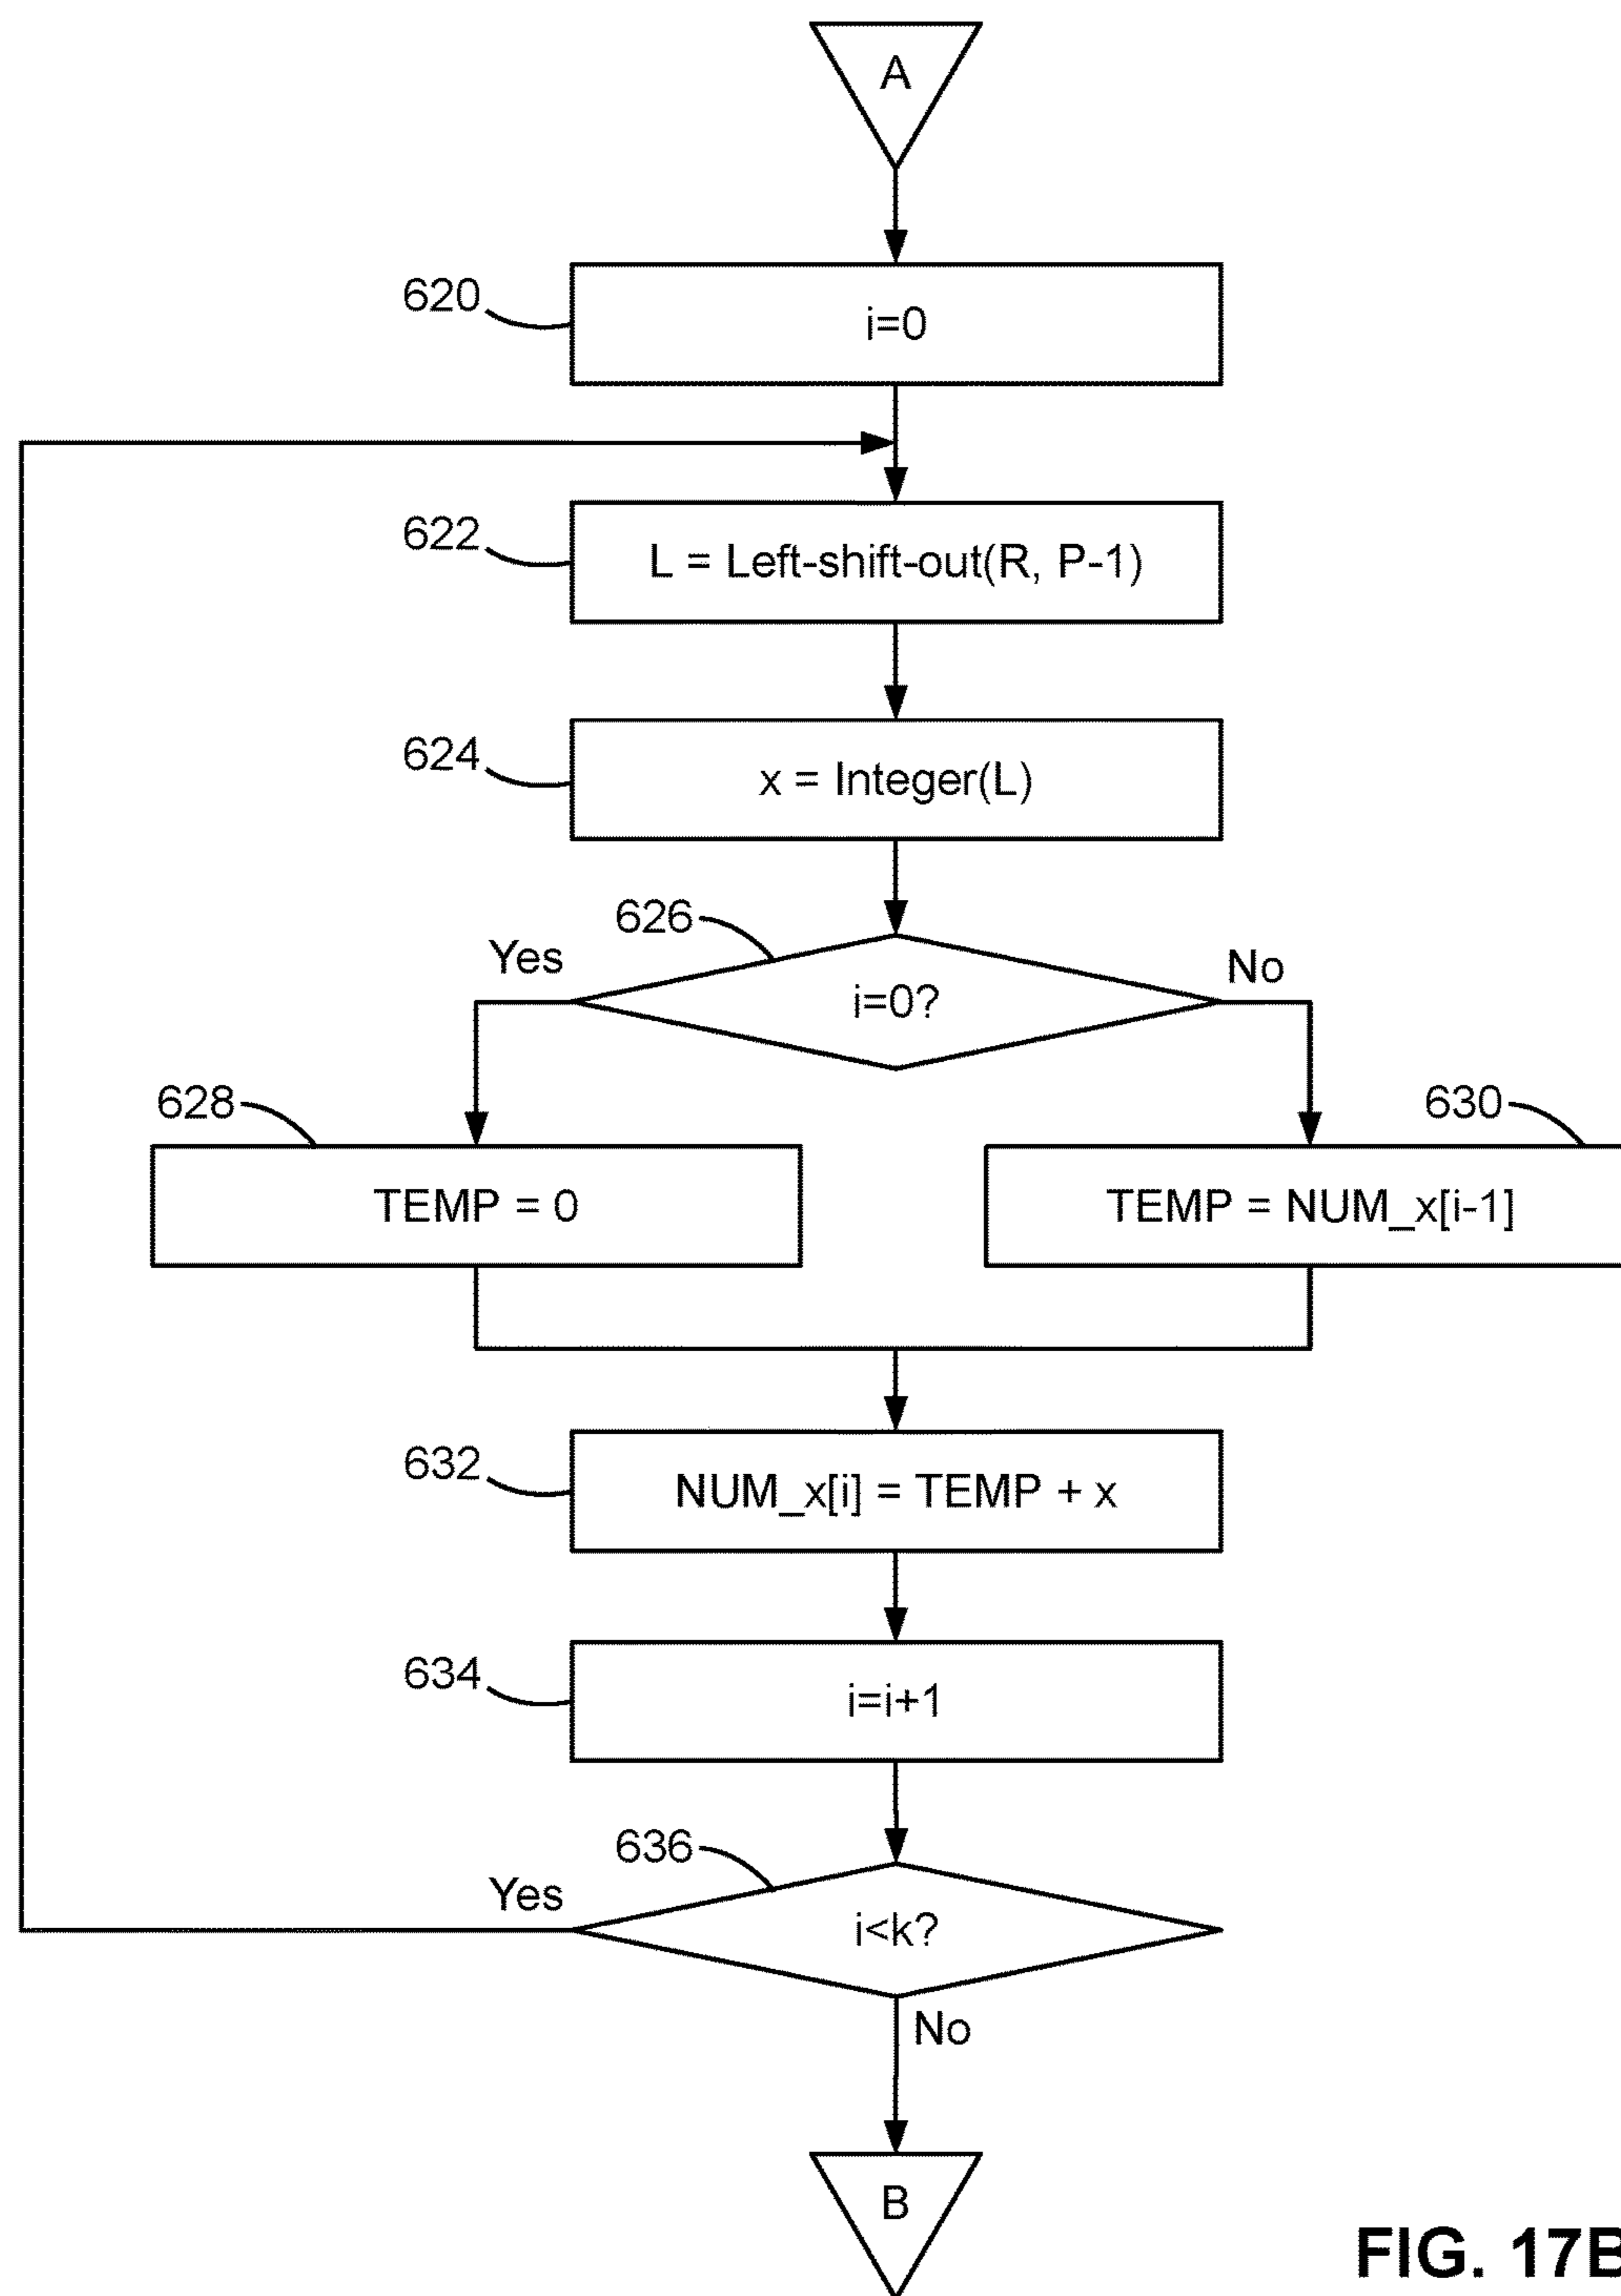 A
620
i=0
622
L = Left-shift-out(R, P-1)
624
x = Integer(L)
626
Yes
i=0?
No
628
TEMP = 0
630
TEMP = NUM_x[i-1]
632
NUM_x[i] = TEMP + x
634
i=i+1
636
Yes
i<k?
No
B
FIG. 17B